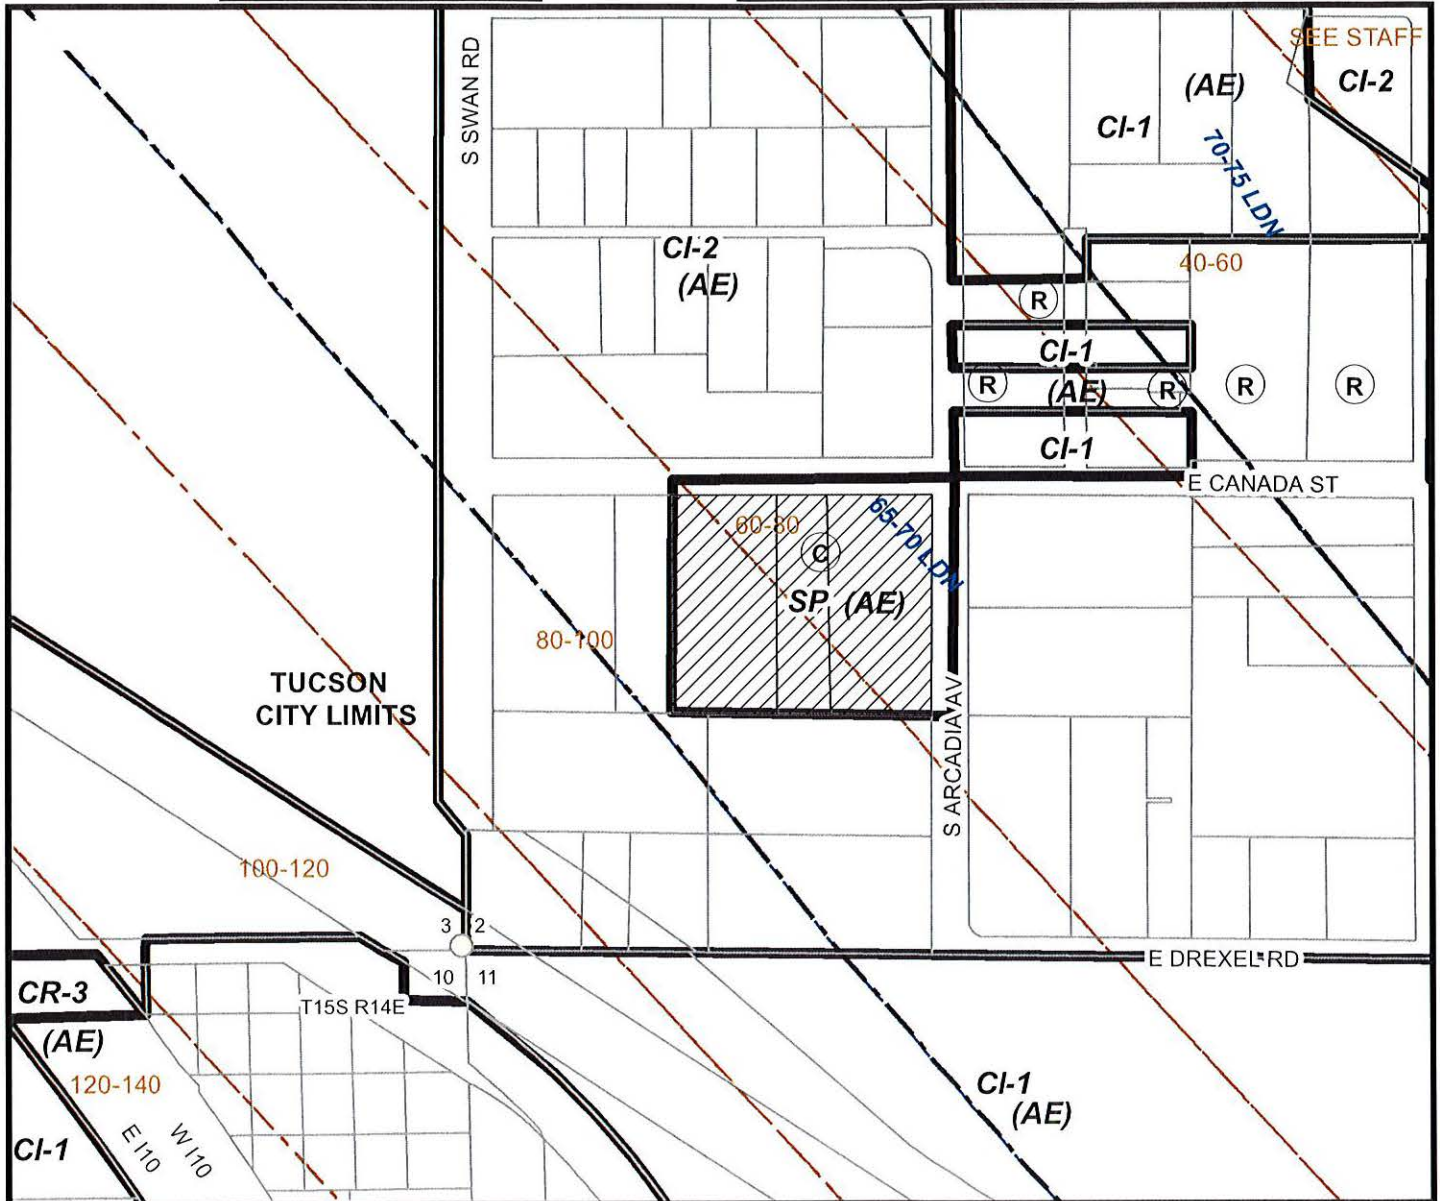 S SWAN RD
SEE STAFF
CI-2
(AE)
CI-1
70-75 LDN
CI-2
(AE)
40-60
R
CI-1
R
(AE)
R
R
R
CI-1
E CANADA ST
60-80
65-70 LDN
C
SP (AE)
80-100
TUCSON
CITY LIMITS
S ARCADIA AV
100-120
3 2
10 11
E DREXEL RD
CR-3
T15S R14E
(AE)
120-140
CI-1
(AE)
E I10
W I10
CI-1